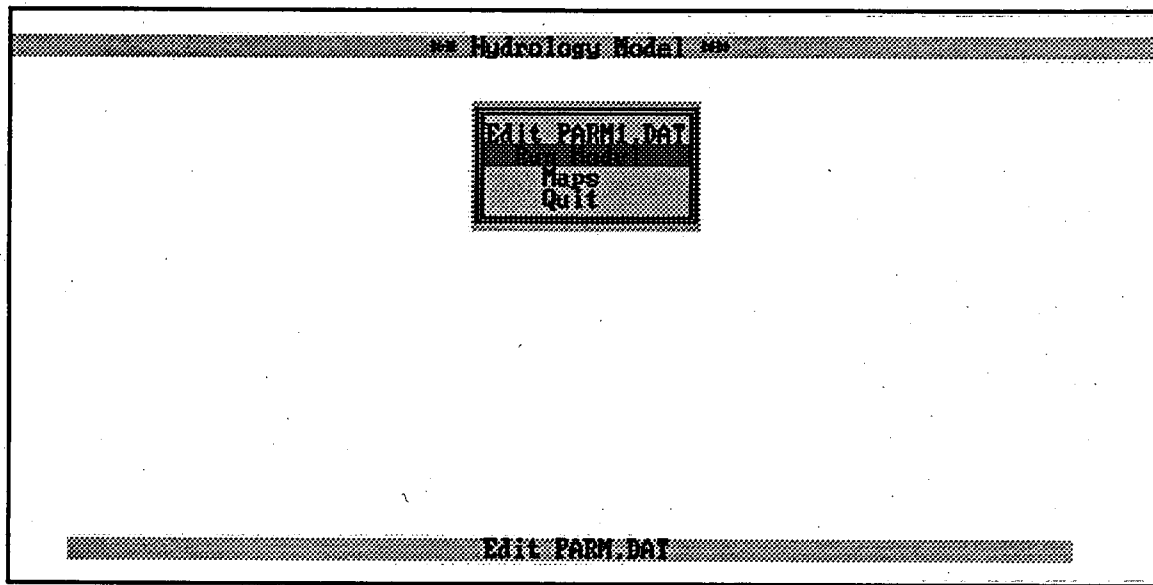 ** Hydrology Model **
Edit PARM1.DAT
Run Model
Maps
Quit
Edit PARM.DAT